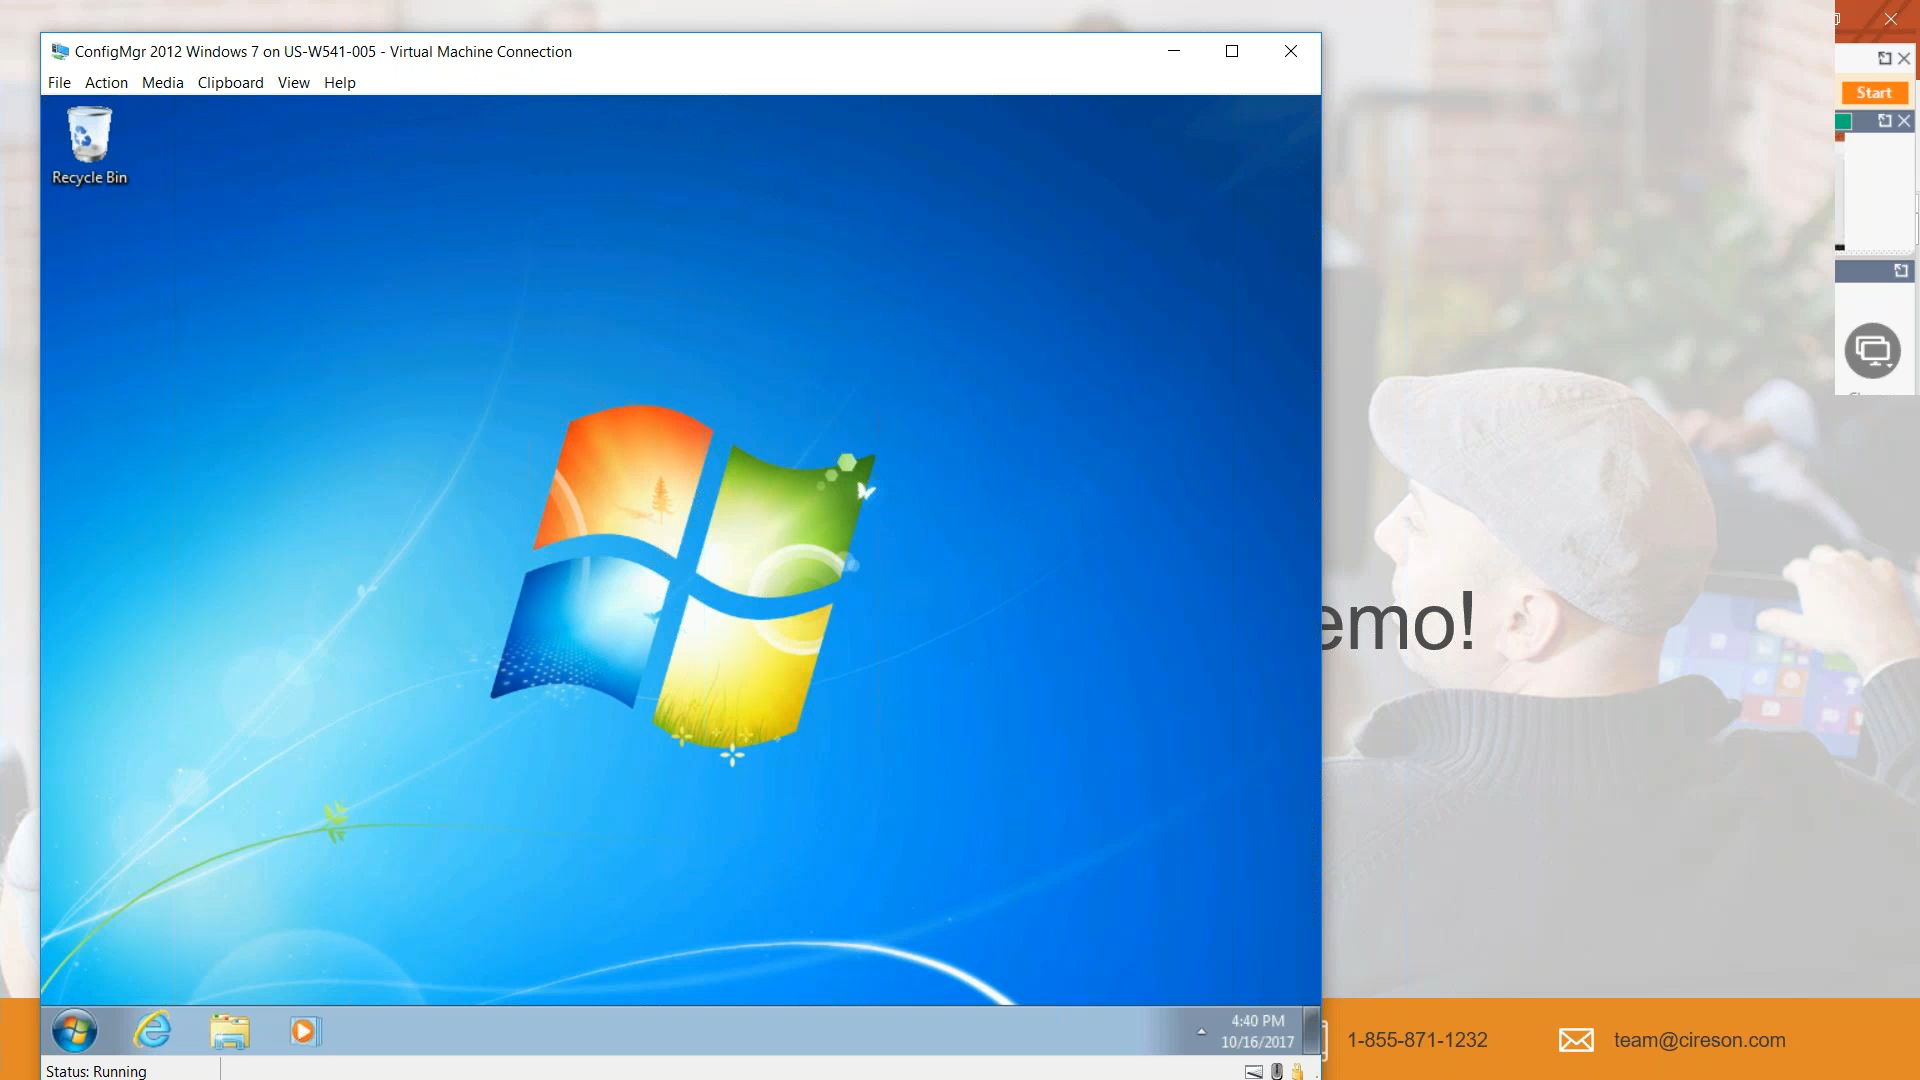 ConfigMgr 2012 Windows 7 on US-W541-005 - Virtual Machine Connection
File Action Media Clipboard View Help
Start
Recycle Bin
emo!
4:40 PM
10/16/2017
1-855-871-1232
team@cireson.com
Status: Running